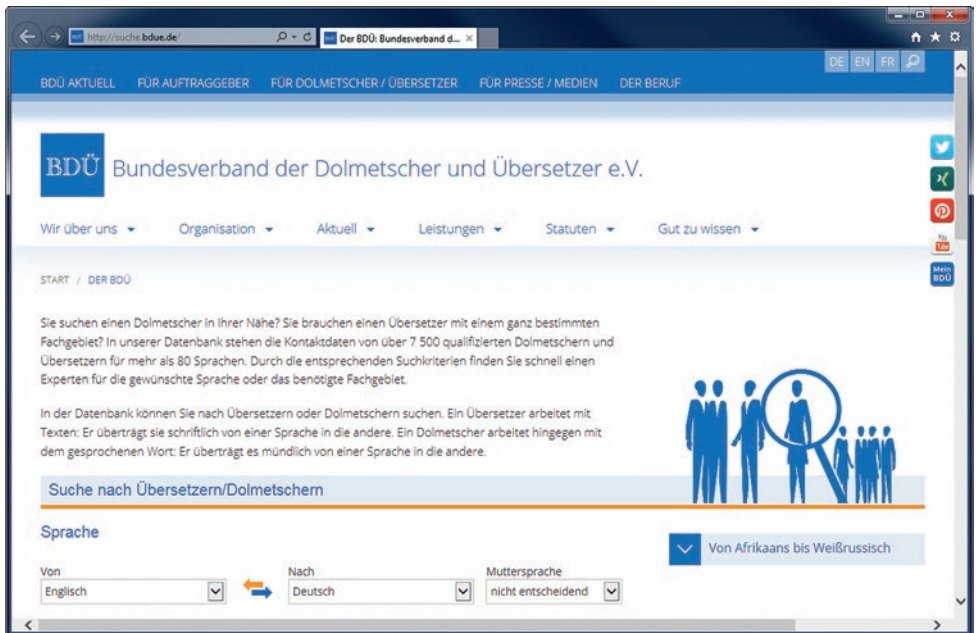 BDÜ
http://suche.bdue.de/
BDÜ
Der BDÜ: Bundesverband d...
DE EN FR
BDÜ AKTUELL FÜR AUFTRAGGEBER FÜR DOLMETSCHER / ÜBERSETZER FÜR PRESSE / MEDIEN DER BERUF
BDÜ Bundesverband der Dolmetscher und Übersetzer e.V.
Wir über uns Organisation Aktuell Leistungen Statuten Gut zu wissen
You
Tube
Mein
BDÜ
START / DER BDÜ
Sie suchen einen Dolmetscher in Ihrer Nähe? Sie brauchen einen Übersetzer mit einem ganz bestimmten
Fachgebiet? In unserer Datenbank stehen die Kontaktdaten von über 7 500 qualifizierten Dolmetschern und
Übersetzern für mehr als 80 Sprachen. Durch die entsprechenden Suchkriterien finden Sie schnell einen
Experten für die gewünschte Sprache oder das benötigte Fachgebiet.
In der Datenbank können Sie nach Übersetzern oder Dolmetschern suchen. Ein Übersetzer arbeitet mit
Texten: Er überträgt sie schriftlich von einer Sprache in die andere. Ein Dolmetscher arbeitet hingegen mit
dem gesprochenen Wort: Er überträgt es mündlich von einer Sprache in die andere.
Suche nach Übersetzern/Dolmetschern
Sprache
Von Afrikaans bis Weißrussisch
Von Nach Muttersprache
Englisch Deutsch nicht entscheidend